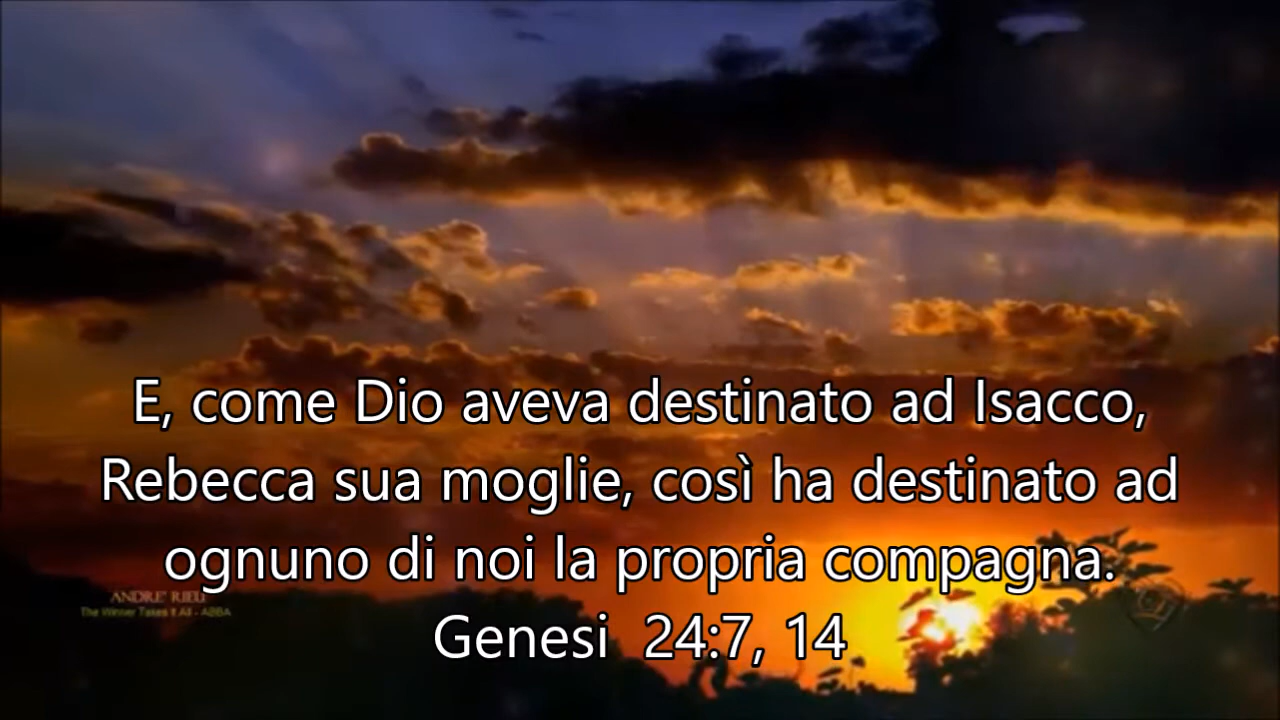 E, come Dio aveva destinato ad Isacco,
Rebecca sua moglie, così ha destinato ad
ognuno di noi la propria compagna.
Genesi 24:7, 14
ANDRE' RIEU
The Winner Takes It All - ABBA